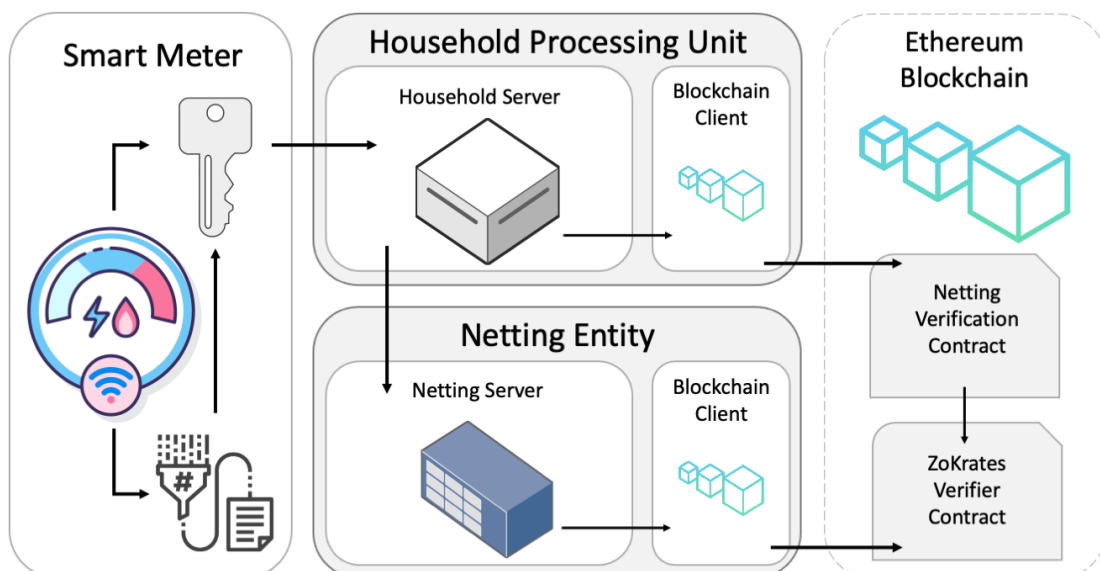 Smart Meter
#
Household Processing Unit
Household Server
Blockchain
Client
Netting Entity
Netting Server
Blockchain
Client
Ethereum
Blockchain
Netting
Verification
Contract
ZoKrates
Verifier
Contract